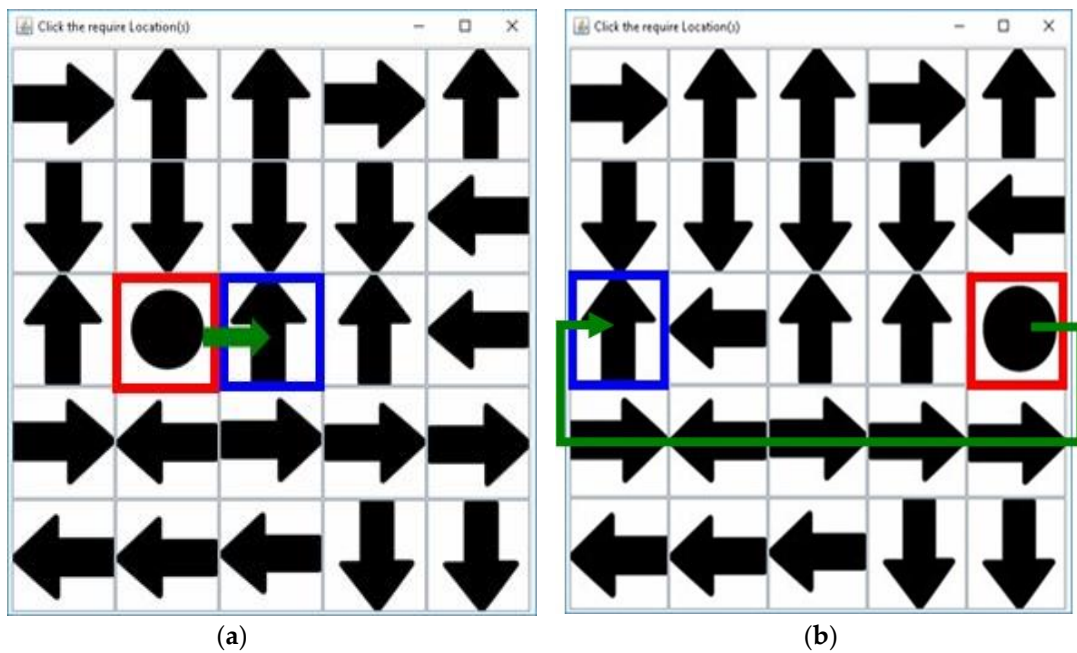 Click the require Location(s)
Click the require Location(s)
(a)
(b)